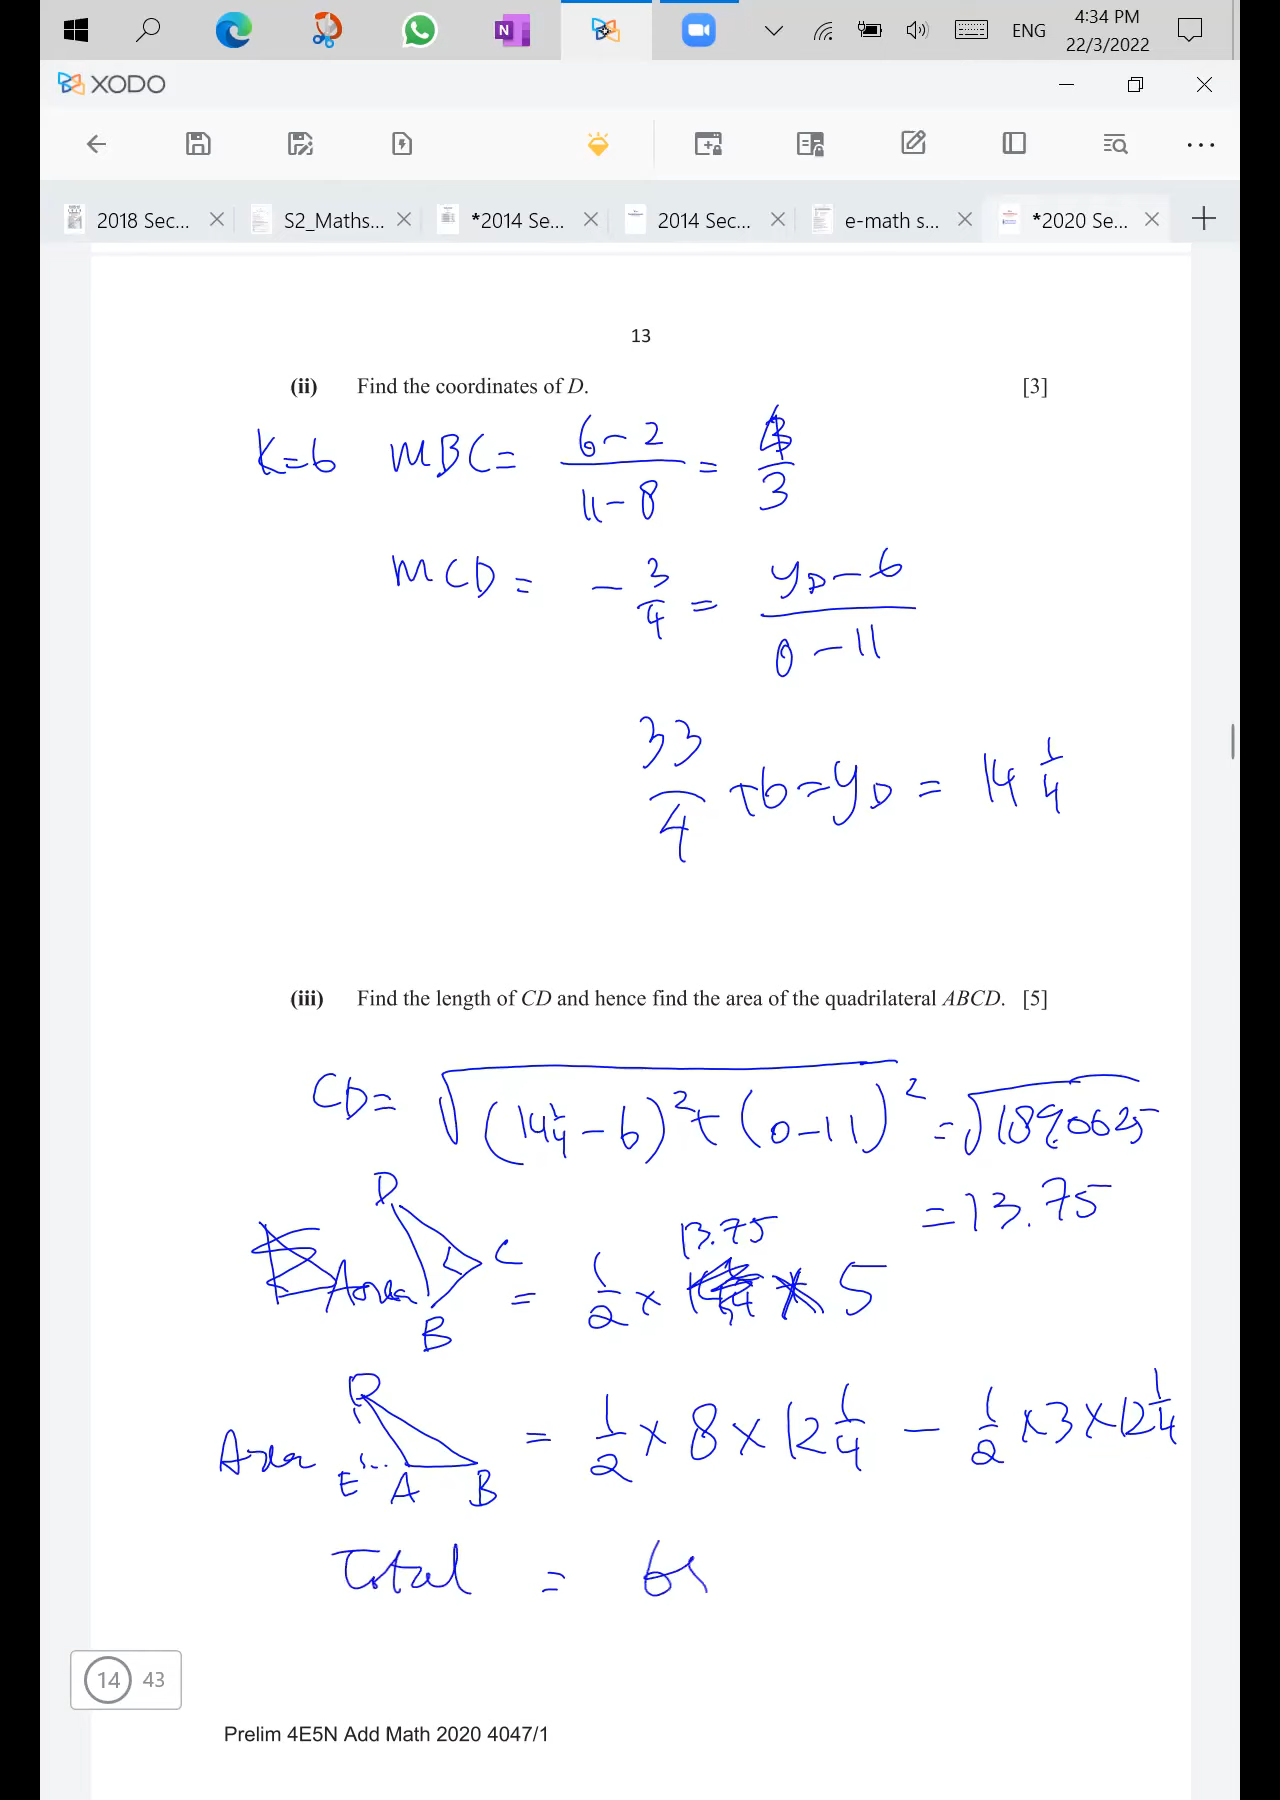 4:34 PM
ENG
22/3/2022
XODO
2018 Sec...
S2_Maths...
*2014 Se...
2014 Sec...
e-math s...
*2020 Se...
13
(ii) Find the coordinates of D. [3]
K=6 MBC = 6-2 / 11-8 = 4/3
MCD = -3/4 = yD-6 / 0-11
33/4 +6 = yD = 14 1/4
(iii) Find the length of CD and hence find the area of the quadrilateral ABCD. [5]
CD = √(14 1/4 - 6)² + (0-11)² = √189.0625
= 13.75
D
C
B
Area = 1/2 × 13.75 × 5
D
E A B
Area = 1/2 × 8 × 12 1/4 - 1/2 × 3 × 12 1/4
Total =
14 43
Prelim 4E5N Add Math 2020 4047/1